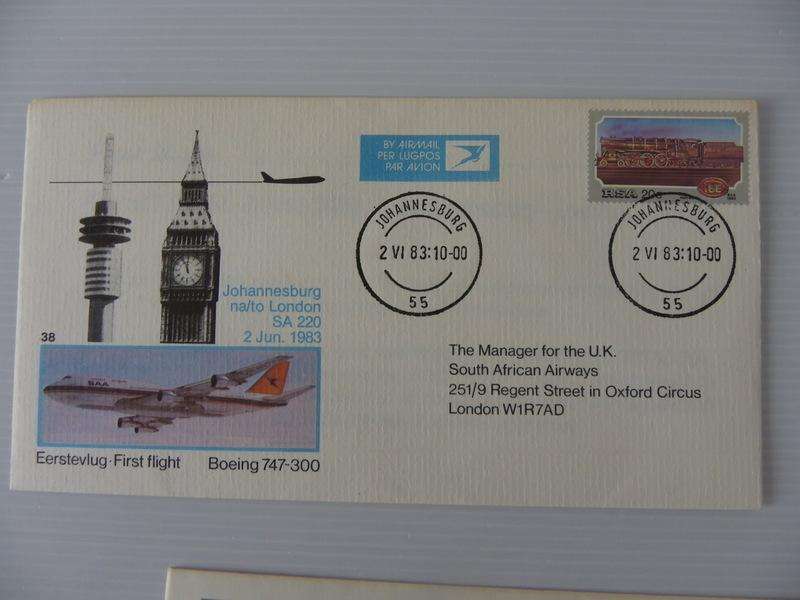 BY AIRMAIL
PER LUGPOS
PAR AVION
RSA 20c
JOHANNESBURG
2 VI 83:10-00
55
JOHANNESBURG
2 VI 83:10-00
55
Johannesburg
na/to London
SA 220
2 Jun. 1983
38
SAA
Eerstevlug·First flight Boeing 747-300
The Manager for the U.K.
South African Airways
251/9 Regent Street in Oxford Circus
London W1R7AD